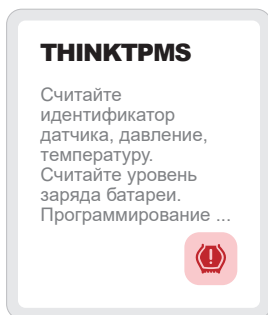 THINKTPMS
Считайте
идентификатор
датчика, давление,
температуру.
Считайте уровень
заряда батареи.
Программирование ...